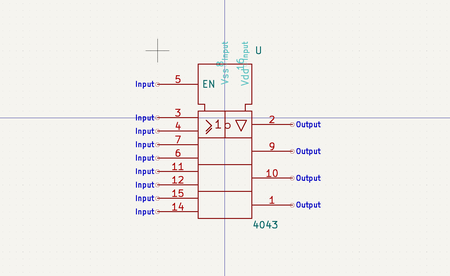 U
Vss 8 Input
Vdd 16 Input
Input 5 EN
Input 3
Input 4
≥1
2 Output
Input 7
9 Output
Input 6
Input 11
10 Output
Input 12
Input 15
1 Output
Input 14
4043